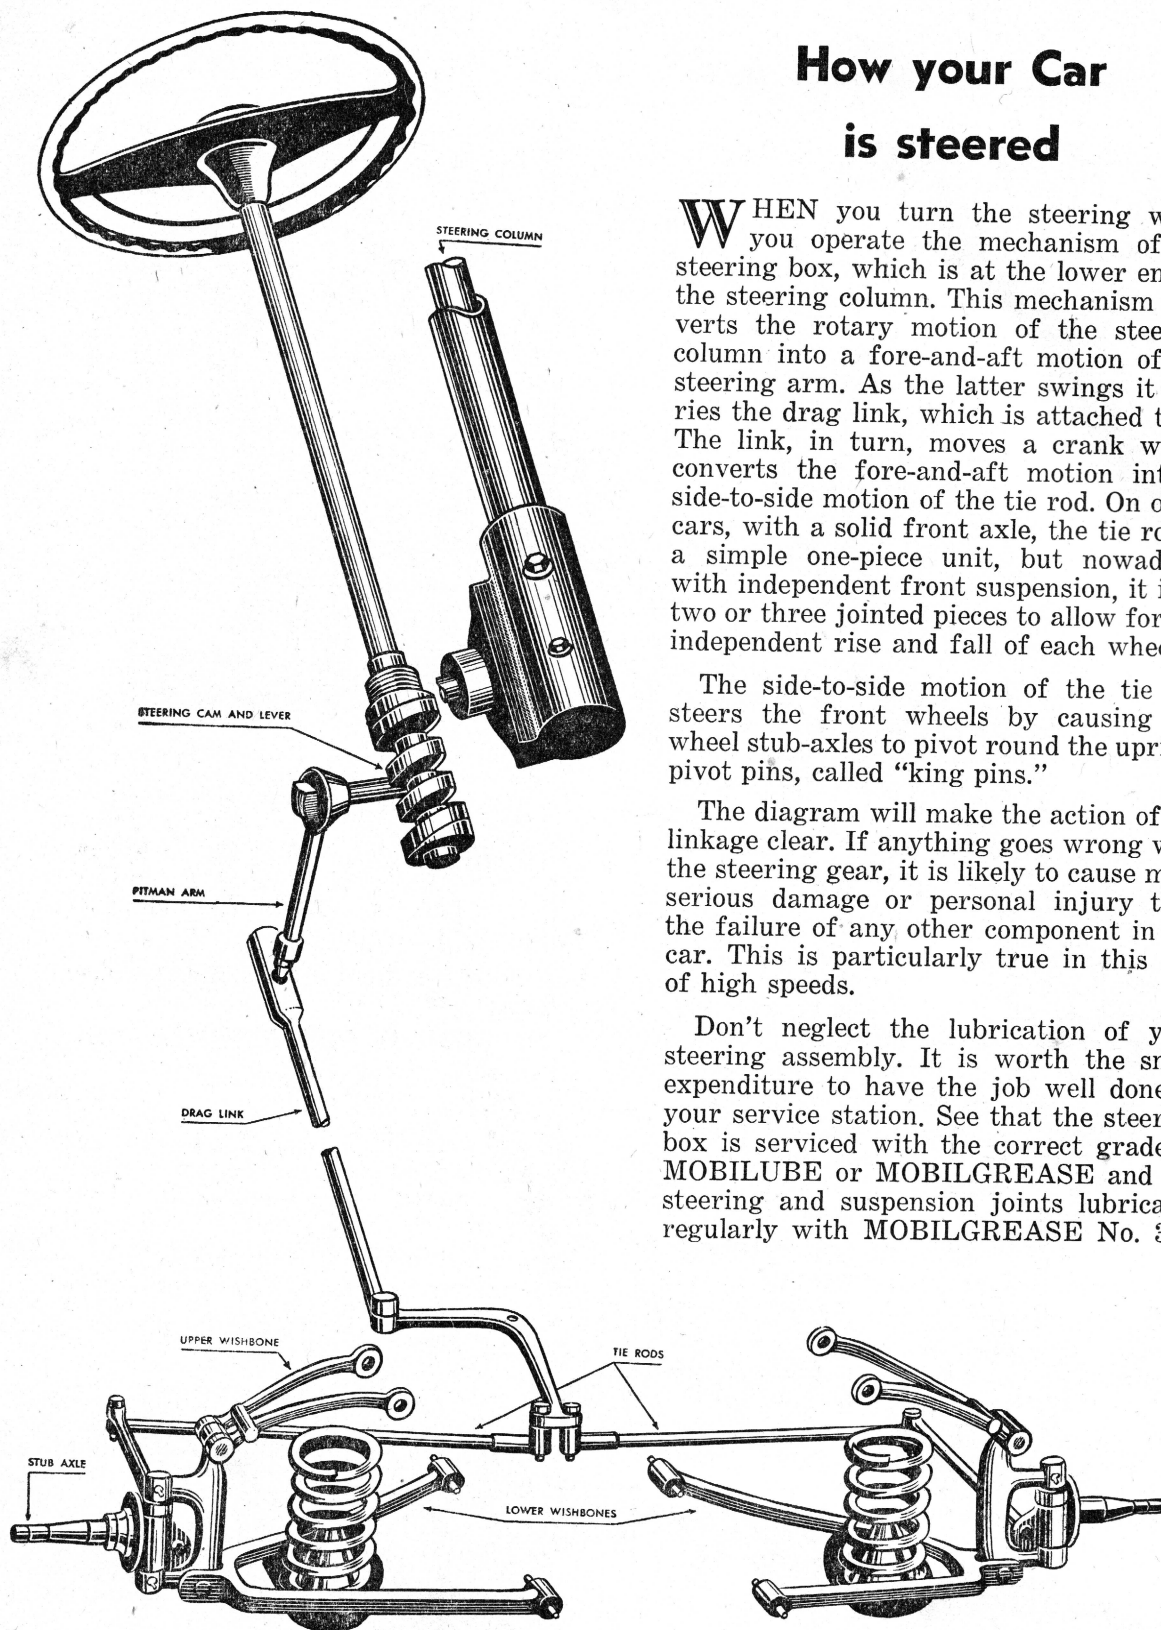 How your Car
is steered
WHEN you turn the steering w
you operate the mechanism of
steering box, which is at the lower en
the steering column. This mechanism
verts the rotary motion of the stee
column into a fore-and-aft motion of
steering arm. As the latter swings it
ries the drag link, which is attached t
The link, in turn, moves a crank w
converts the fore-and-aft motion int
side-to-side motion of the tie rod. On o
cars, with a solid front axle, the tie ro
a simple one-piece unit, but nowad
with independent front suspension, it i
two or three jointed pieces to allow for
independent rise and fall of each whee
The side-to-side motion of the tie
steers the front wheels by causing
wheel stub-axles to pivot round the upr
pivot pins, called “king pins.”
The diagram will make the action of
linkage clear. If anything goes wrong w
the steering gear, it is likely to cause m
serious damage or personal injury t
the failure of any other component in
car. This is particularly true in this
of high speeds.
Don’t neglect the lubrication of y
steering assembly. It is worth the sm
expenditure to have the job well done
your service station. See that the steer
box is serviced with the correct grade
MOBILUBE or MOBILGREASE and
steering and suspension joints lubrica
regularly with MOBILGREASE No.
STEERING COLUMN
STEERING CAM AND LEVER
PITMAN ARM
DRAG LINK
UPPER WISHBONE
TIE RODS
STUB AXLE
LOWER WISHBONES